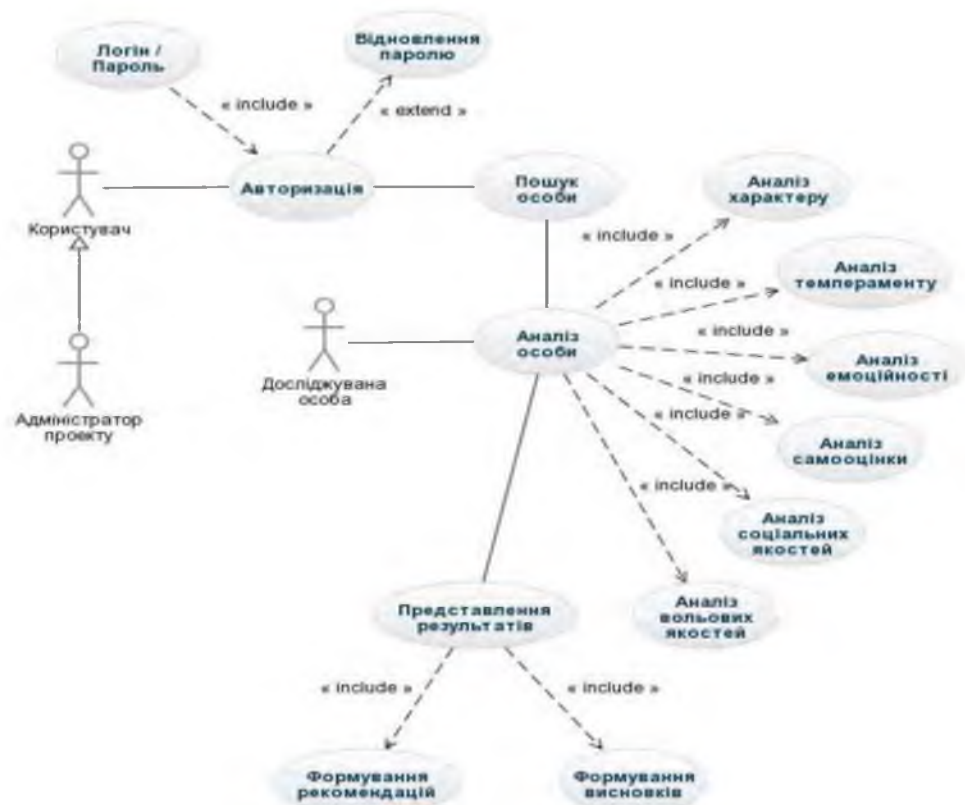 Логін /
Пароль
Відновлення
паролю
« include »
« extend »
Авторизація
Пошук
особи
Аналіз
характеру
Користувач
« include »
« include »
Аналіз
темпераменту
Аналіз
особи
« include »
Аналіз
емоційності
Досліджувана
особа
« include »
Адміністратор
проекту
« include »
Аналіз
самооцінки
« include »
Аналіз
соціальних
якостей
Представлення
результатів
Аналіз
вольових
якостей
« include »
« include »
Формування
рекомендацій
Формування
висновків